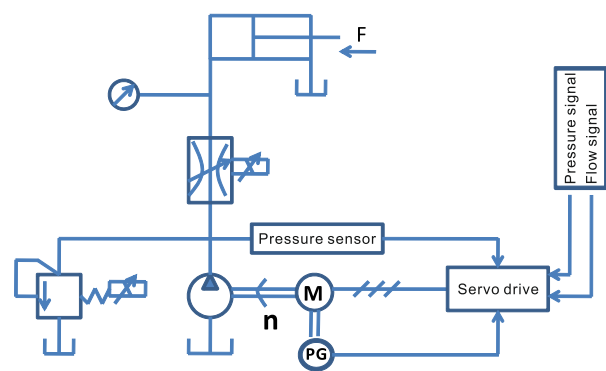 F
Pressure signal
Flow signal
Pressure sensor
Servo drive
M
n
PG